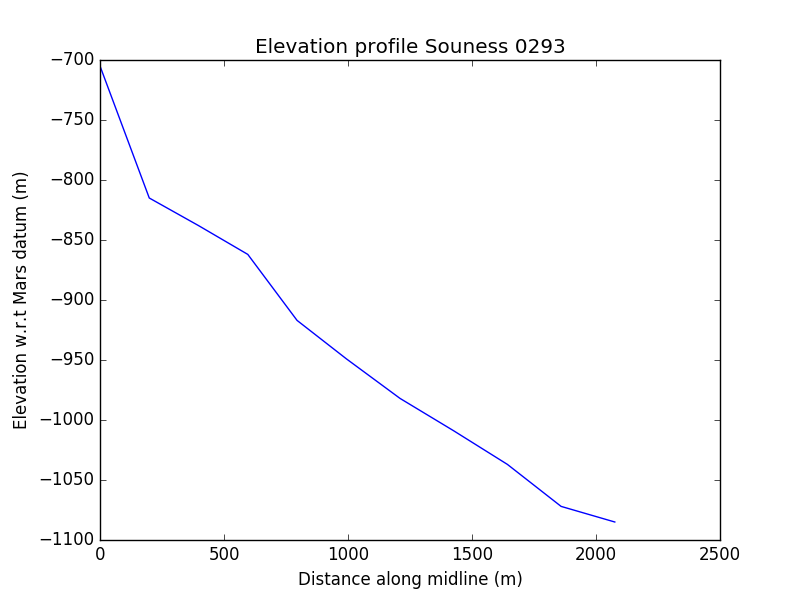 Elevation profile Souness 0293
−700
−750
−800
−850
−900
−950
−1000
−1050
−1100
Elevation w.r.t Mars datum (m)
0 500 1000 1500 2000 2500
Distance along midline (m)